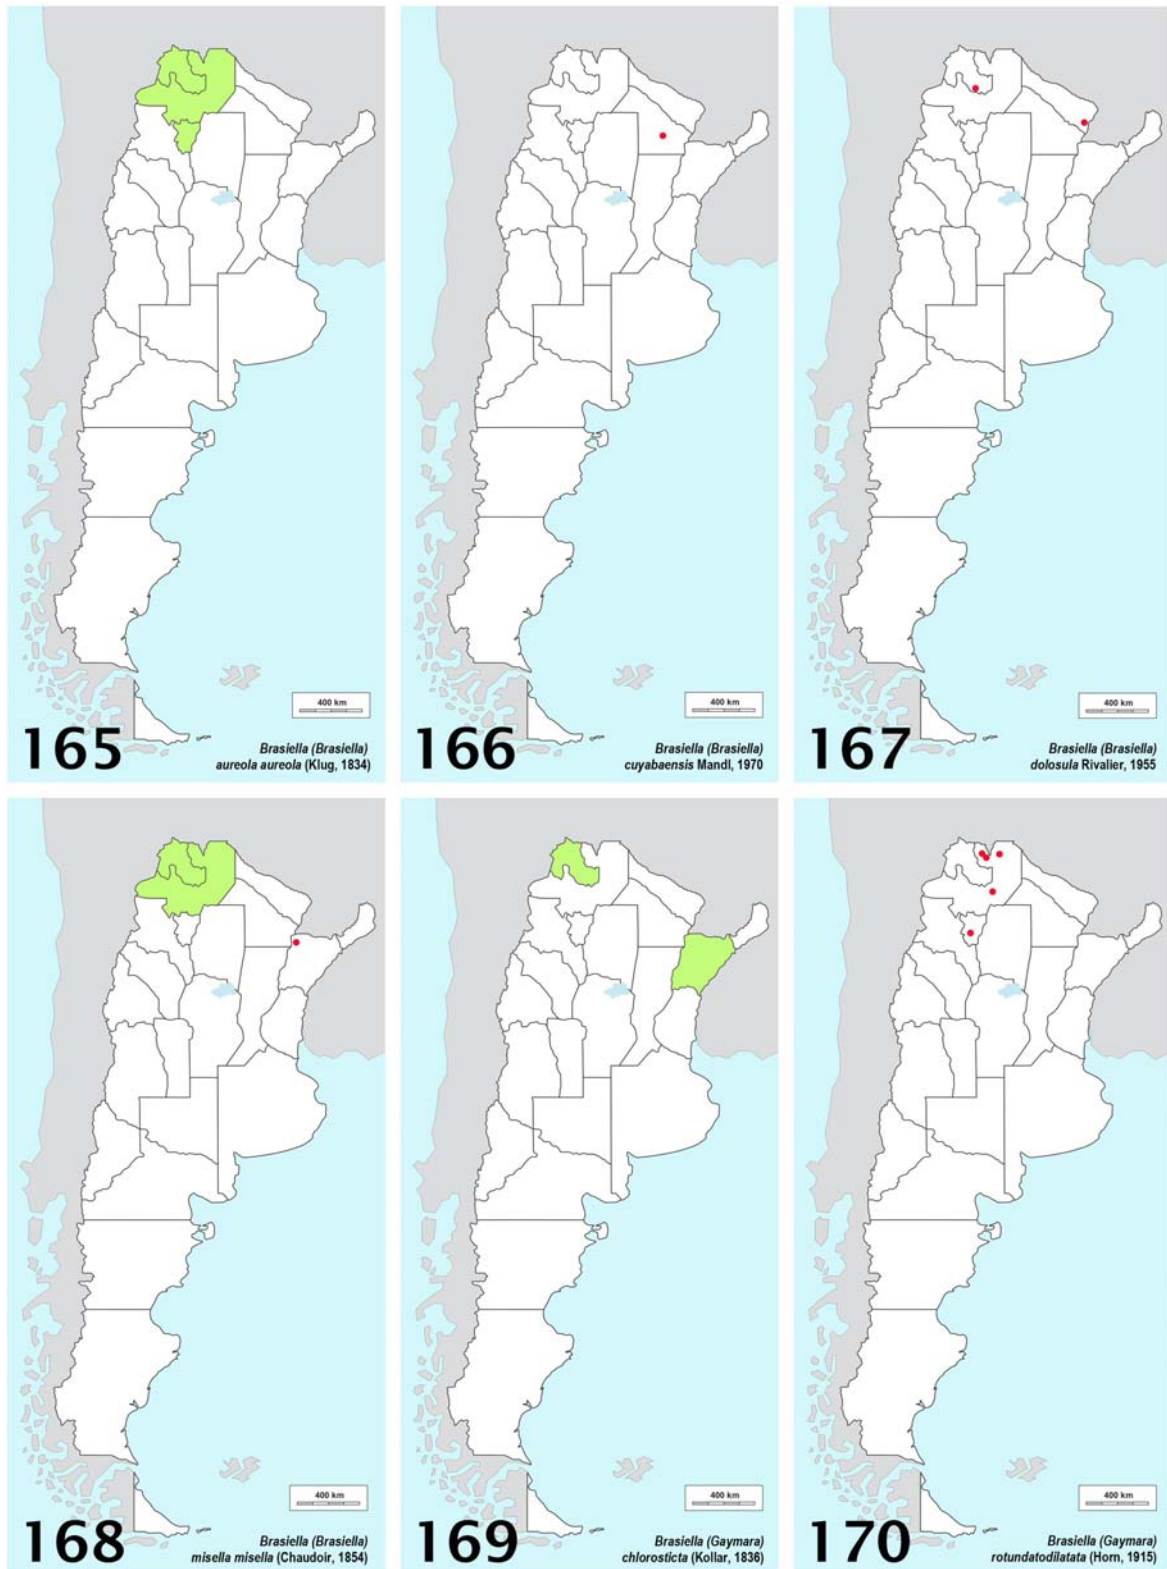 400 km
165
Brasiella (Brasiella)
aureola aureola (Klug, 1834)
400 km
166
Brasiella (Brasiella)
cuyabaensis Mandl, 1970
400 km
167
Brasiella (Brasiella)
dolosula Rivalier, 1955
400 km
168
Brasiella (Brasiella)
misella misella (Chaudoir, 1854)
400 km
169
Brasiella (Gaymara)
chlorosticta (Kollar, 1836)
400 km
170
Brasiella (Gaymara)
rotundatodilatata (Horn, 1915)